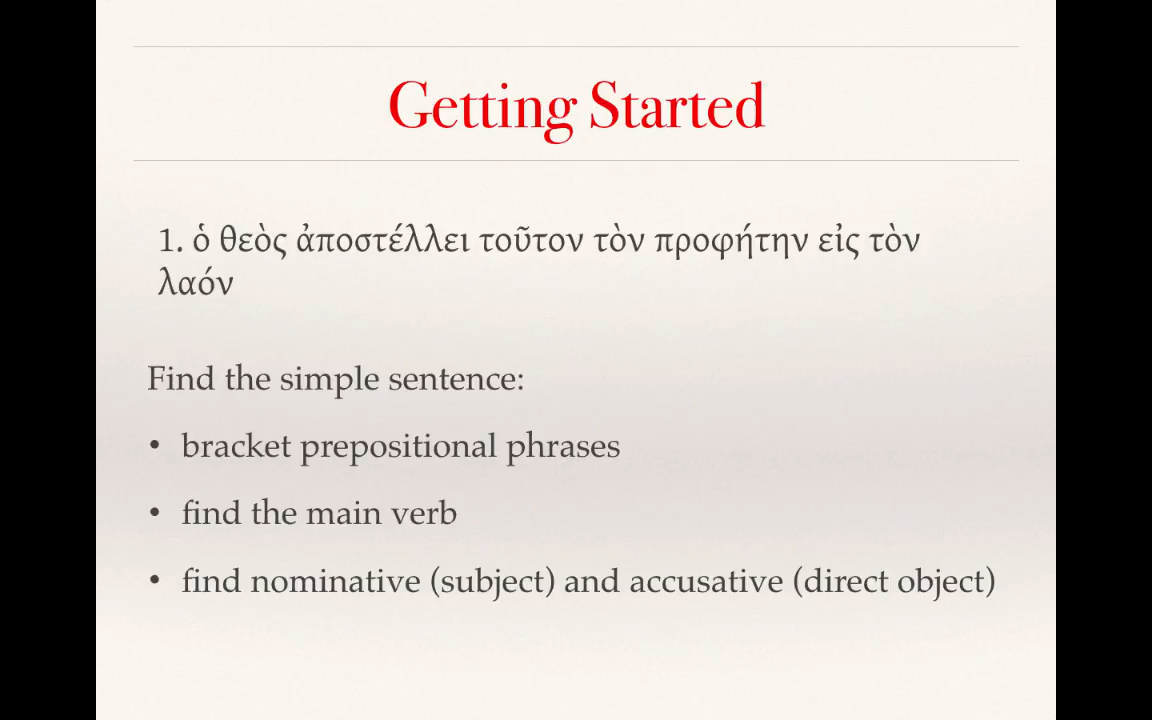 Getting Started
1. ὁ θεὸς ἀποστέλλει τοῦτον τὸν προφήτην εἰς τὸν
λαόν
Find the simple sentence:
• bracket prepositional phrases
• find the main verb
• find nominative (subject) and accusative (direct object)